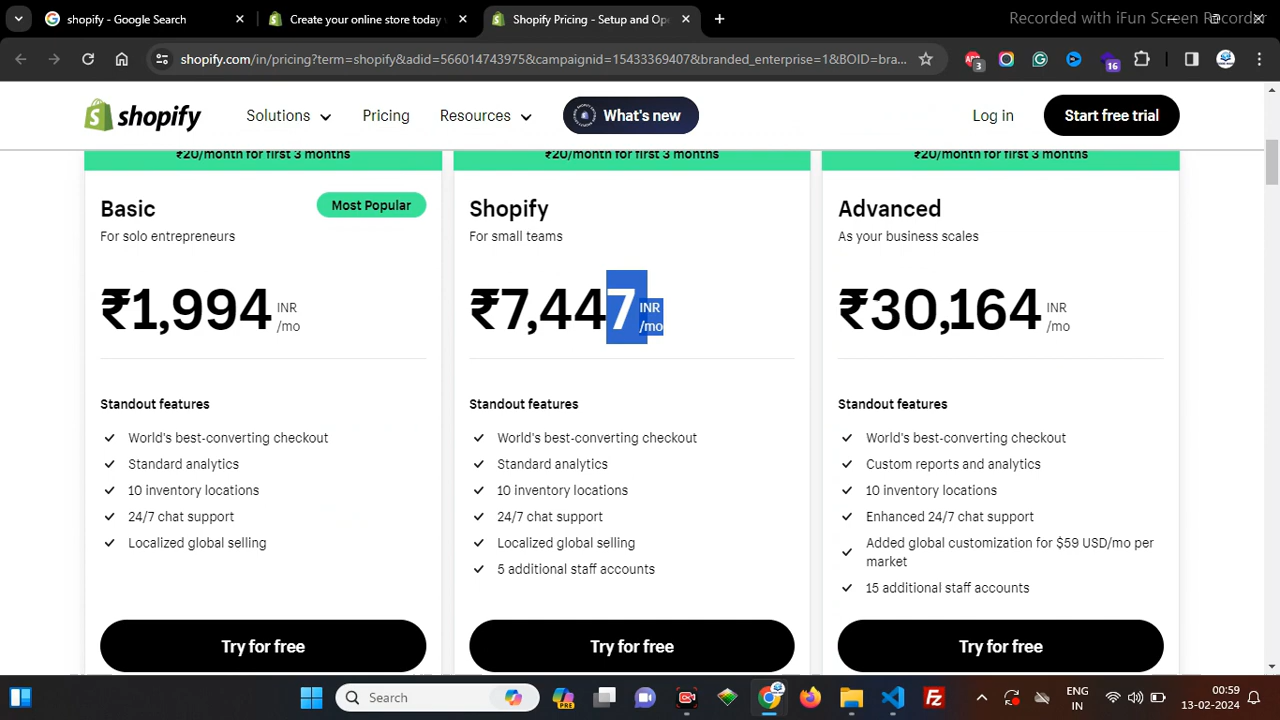 shopify - Google Search
Create your online store today
Shopify Pricing - Setup and Ope
Recorded with iFun Screen Recorder
shopify.com/in/pricing?term=shopify&adid=566014743975&campaignid=15433369407&branded_enterprise=1&BOID=bra...
3
16
shopify
Solutions
Pricing
Resources
What's new
Log in
Start free trial
₹20/month for first 3 months
₹20/month for first 3 months
₹20/month for first 3 months
Basic
Most Popular
For solo entrepreneurs
₹1,994 INR
/mo
Standout features
World's best-converting checkout
Standard analytics
10 inventory locations
24/7 chat support
Localized global selling
Try for free
Shopify
For small teams
₹7,447 INR
/mo
Standout features
World's best-converting checkout
Standard analytics
10 inventory locations
24/7 chat support
Localized global selling
5 additional staff accounts
Try for free
Advanced
As your business scales
₹30,164 INR
/mo
Standout features
World's best-converting checkout
Custom reports and analytics
10 inventory locations
Enhanced 24/7 chat support
Added global customization for $59 USD/mo per
market
15 additional staff accounts
Try for free
Search
PRE
ENG
IN
00:59
13-02-2024